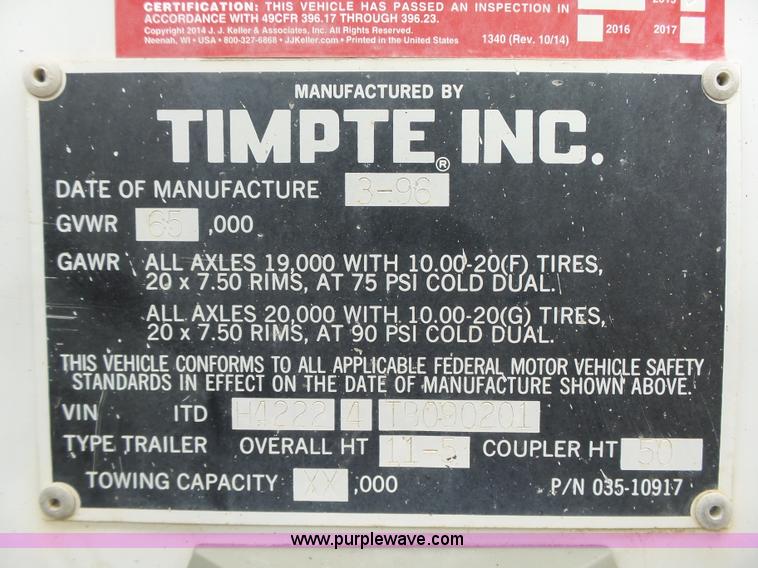 CERTIFICATION: THIS VEHICLE HAS PASSED AN INSPECTION IN
ACCORDANCE WITH 49CFR 396.17 THROUGH 396.23.
Copyright 2014 J. J. Keller & Associates, Inc. All Rights Reserved.
Neenah, WI • USA • 800-327-6868 • JJKeller.com • Printed in the United States
1340 (Rev. 10/14)
2016 2017
MANUFACTURED BY
TIMPTE® INC.
DATE OF MANUFACTURE 3-96
GVWR 65 ,000
GAWR ALL AXLES 19,000 WITH 10.00-20(F) TIRES,
20 x 7.50 RIMS, AT 75 PSI COLD DUAL.
ALL AXLES 20,000 WITH 10.00-20(G) TIRES,
20 x 7.50 RIMS, AT 90 PSI COLD DUAL.
THIS VEHICLE CONFORMS TO ALL APPLICABLE FEDERAL MOTOR VEHICLE SAFETY
STANDARDS IN EFFECT ON THE DATE OF MANUFACTURE SHOWN ABOVE.
VIN 1TD H4222 4 TB090201
TYPE TRAILER OVERALL HT 11-5 COUPLER HT 50
TOWING CAPACITY XX ,000 P/N 035-10917
www.purplewave.com